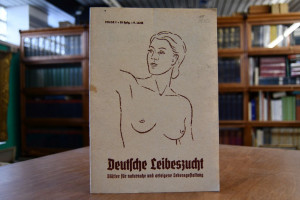 Deutsche Leibeszucht
Blätter für naturnahe und arteigene Lebensgestaltung